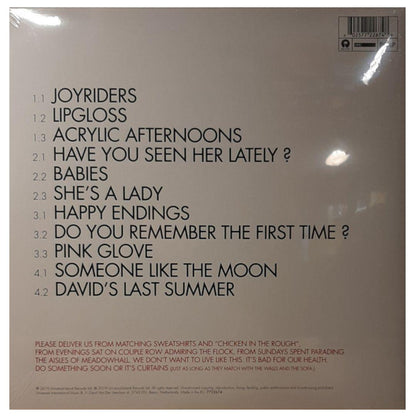 1.1 JOYRIDERS
1.2 LIPGLOSS
1.3 ACRYLIC AFTERNOONS
2.1 HAVE YOU SEEN HER LATELY ?
2.2 BABIES
2.3 SHE'S A LADY
3.1 HAPPY ENDINGS
3.2 DO YOU REMEMBER THE FIRST TIME ?
3.3 PINK GLOVE
4.1 SOMEONE LIKE THE MOON
4.2 DAVID'S LAST SUMMER
PLEASE DELIVER US FROM MATCHING SWEATSHIRTS AND "CHICKEN IN THE ROUGH".
FROM EVENINGS SAT ON COUPLE ROW ADMIRING THE FLOCK, FROM SUNDAYS SPENT PARADING
THE AISLES OF MEADOWHALL. WE DON'T WANT TO LIVE LIKE THIS. IT'S BAD FOR OUR HEALTH.
DO SOMETHING SOON OR IT'S CURTAINS (JUST AS LONG AS THEY MATCH WITH THE WALLS AND THE SOFA.)